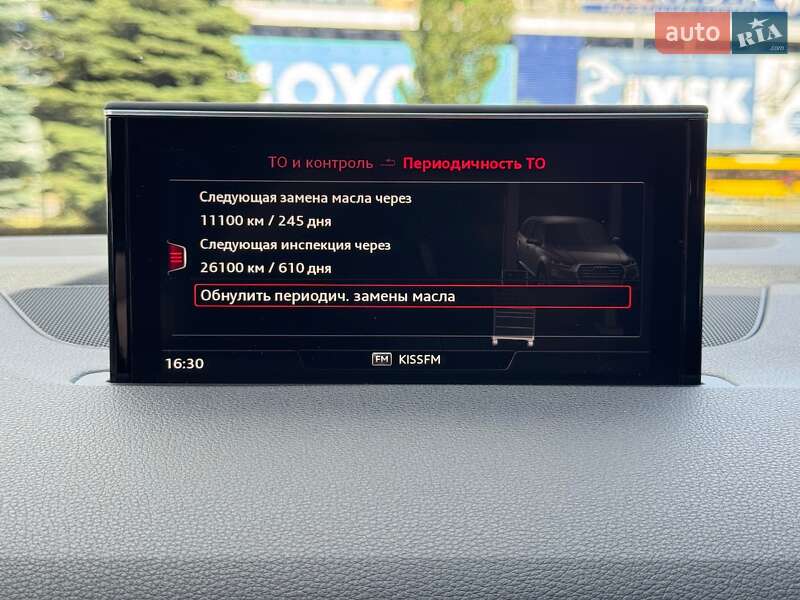 auto RIA
.com
ТО и контроль Периодичность ТО
Следующая замена масла через
11100 км / 245 дня
Следующая инспекция через
26100 км / 610 дня
Обнулить периодич. замены масла
16:30 FM KISSFM